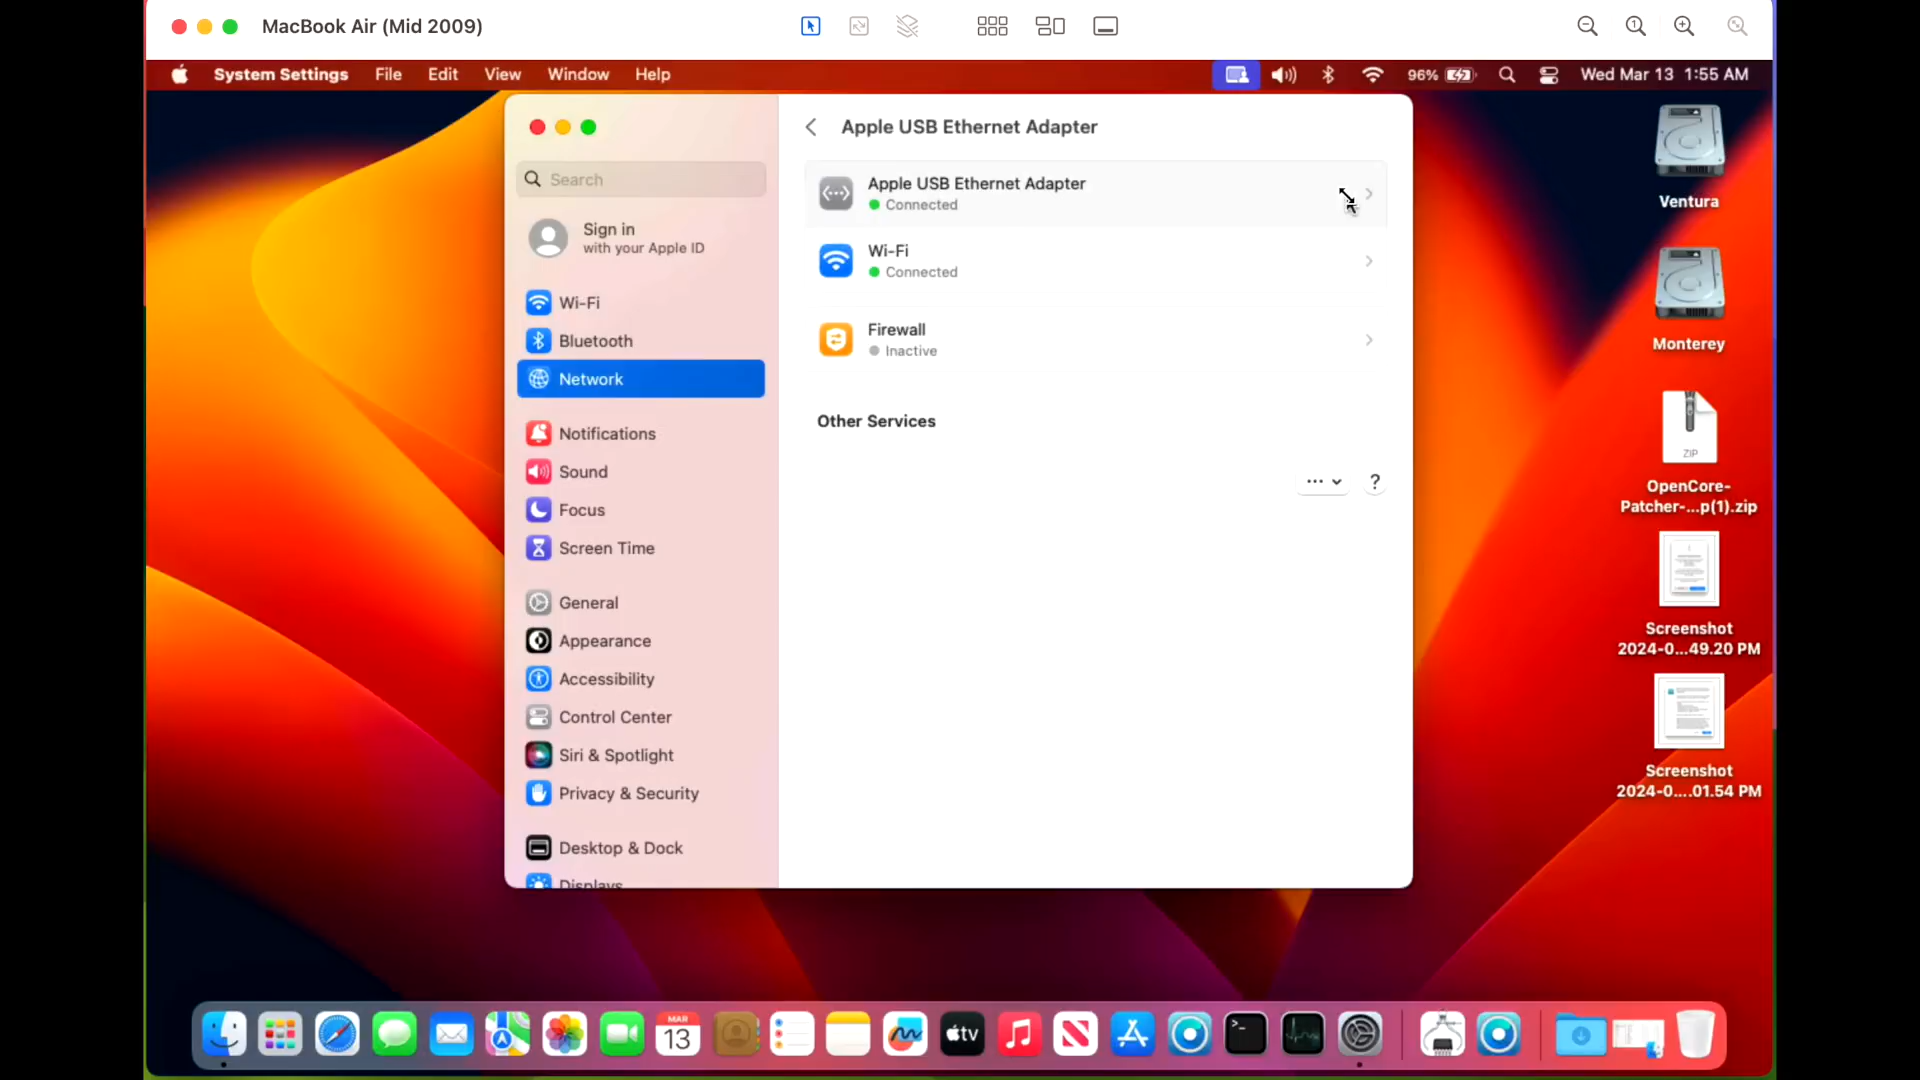 MacBook Air (Mid 2009)
System Settings File Edit View Window Help
96% Wed Mar 13 1:55 AM
Search
Sign in
with your Apple ID
Wi-Fi
Bluetooth
Network
Notifications
Sound
Focus
Screen Time
General
Appearance
Accessibility
Control Center
Siri & Spotlight
Privacy & Security
Desktop & Dock
Displays
Apple USB Ethernet Adapter
Apple USB Ethernet Adapter
Connected
Wi-Fi
Connected
Firewall
Inactive
Other Services
... ?
Ventura
Monterey
ZIP
OpenCore-
Patcher-...p(1).zip
Screenshot
2024-0...49.20 PM
Screenshot
2024-0....01.54 PM
MAR
13
tv